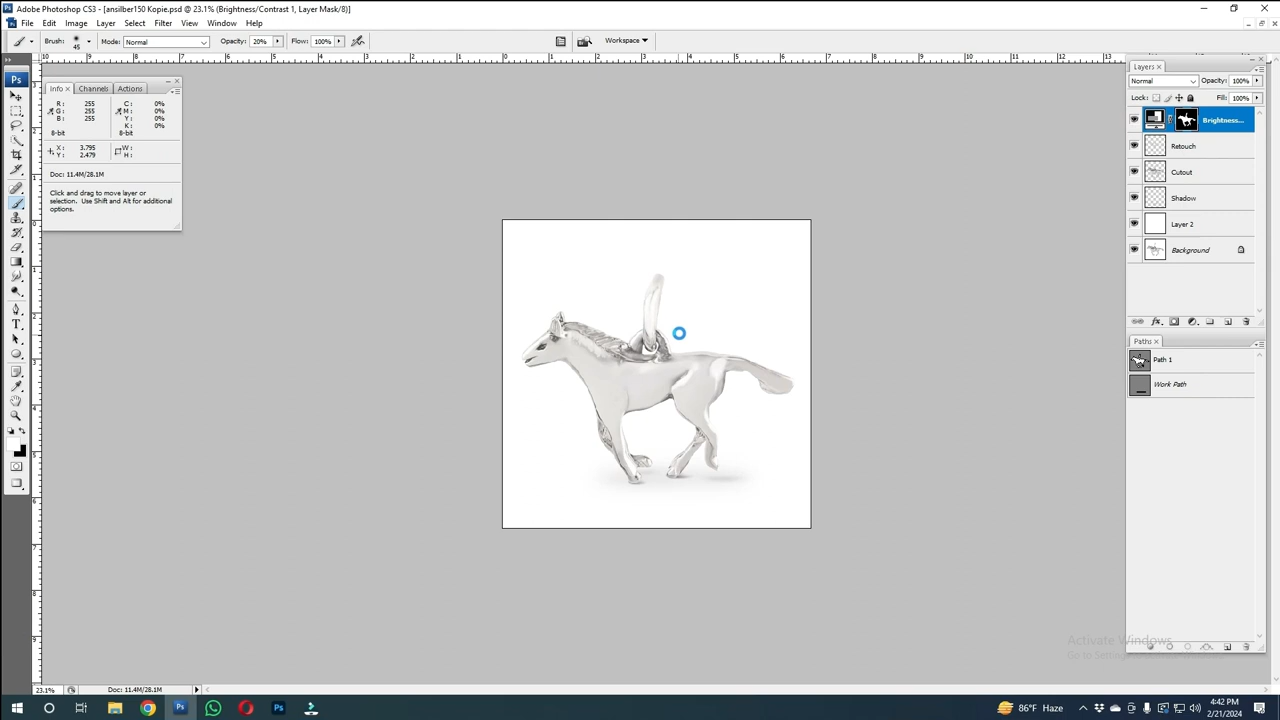 Adobe Photoshop CS3 - [ansilber150 Kopie.psd @ 23.1% (Brightness/Contrast 1, Layer Mask/8)]
File Edit Image Layer Select Filter View Window Help
Brush: 45 Mode: Normal Opacity: 20% Flow: 100% Workspace
Info Channels Actions
R: 255 C: 0%
G: 255 M: 0%
B: 255 Y: 0%
K: 0%
8-bit 8-bit
X: 3.795 W:
Y: 2.479 H:
Doc: 11.4M/28.1M
Click and drag to move layer or
selection. Use Shift and Alt for additional
options.
Layers
Normal Opacity: 100%
Lock: Fill: 100%
Brightness...
Retouch
Cutout
Shadow
Layer 2
Background
Paths
Path 1
Work Path
Activate Windows
23.1% Doc: 11.4M/28.1M
86°F Haze
4:42 PM
2/21/2024